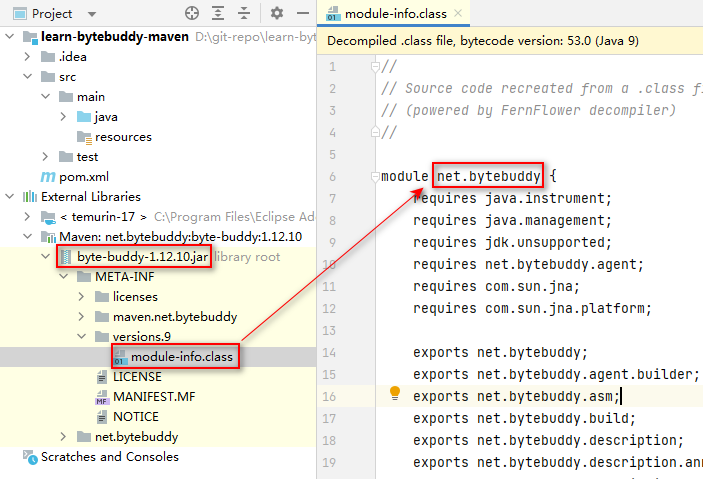 Project
learn-bytebuddy-maven D:\git-repo\learn-byt
.idea
src
main
java
resources
test
pom.xml
External Libraries
< temurin-17 > C:\Program Files\Eclipse Ad
Maven: net.bytebuddy:byte-buddy:1.12.10
byte-buddy-1.12.10.jar library root
META-INF
licenses
maven.net.bytebuddy
versions.9
module-info.class
LICENSE
MANIFEST.MF
NOTICE
net.bytebuddy
Scratches and Consoles
module-info.class
Decompiled .class file, bytecode version: 53.0 (Java 9)
1 //
2 // Source code recreated from a .class fi
3 // (powered by FernFlower decompiler)
4 //
5
6 module net.bytebuddy {
7 requires java.instrument;
8 requires java.management;
9 requires jdk.unsupported;
10 requires net.bytebuddy.agent;
11 requires com.sun.jna;
12 requires com.sun.jna.platform;
13
14 exports net.bytebuddy;
15 exports net.bytebuddy.agent.builder;
16 exports net.bytebuddy.asm;
17 exports net.bytebuddy.build;
18 exports net.bytebuddy.description;
19 exports net.bytebuddy.description.ann